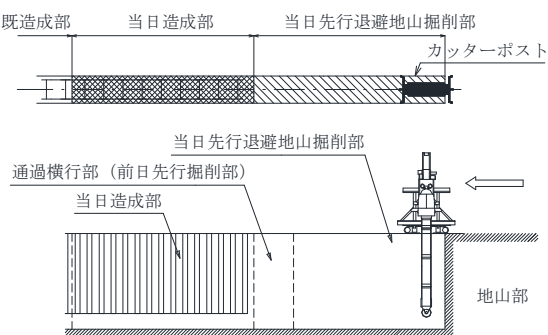 既造成部
当日造成部
当日先行退避地山掘削部
カッターポスト
当日先行退避地山掘削部
通過横行部（前日先行掘削部）
当日造成部
地山部